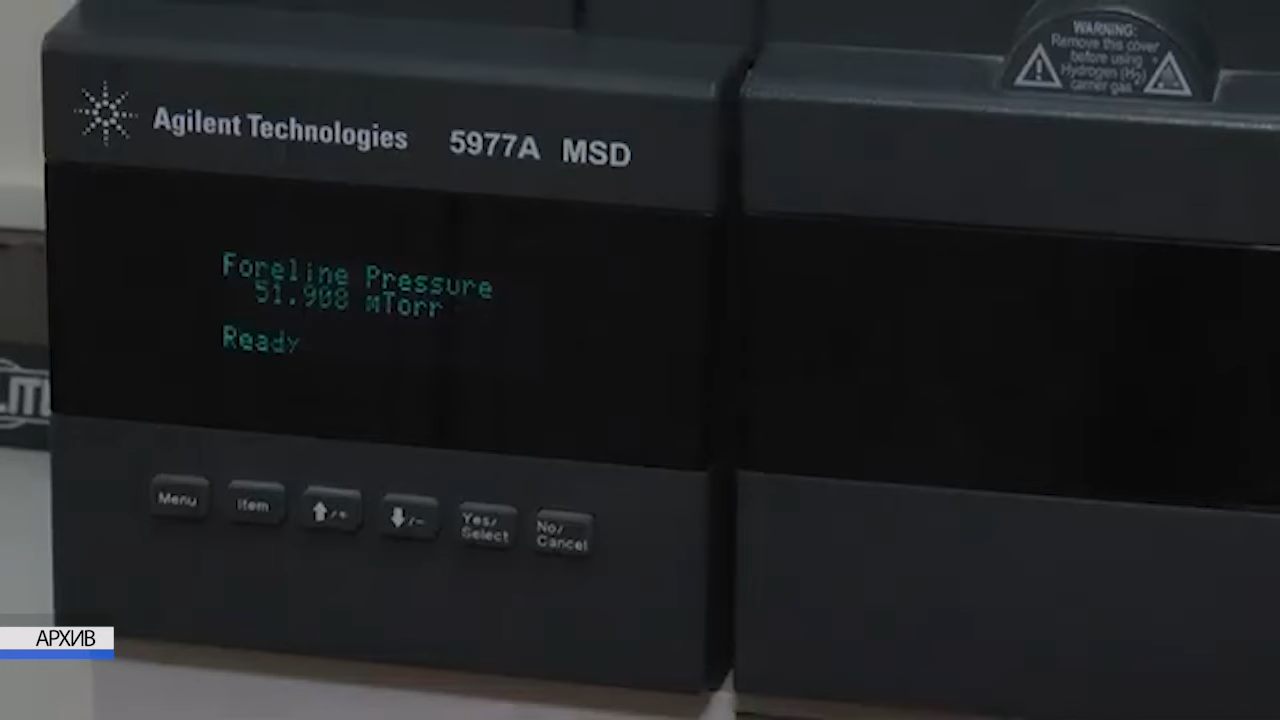 WARNING:
Remove this cover
before using
Hydrogen (H2)
carrier gas
Agilent Technologies 5977A MSD
Foreline Pressure
51.908 mTorr
Ready
Menu Item ⬆/+ ⬇/- Yes/Select No/Cancel
АРХИВ